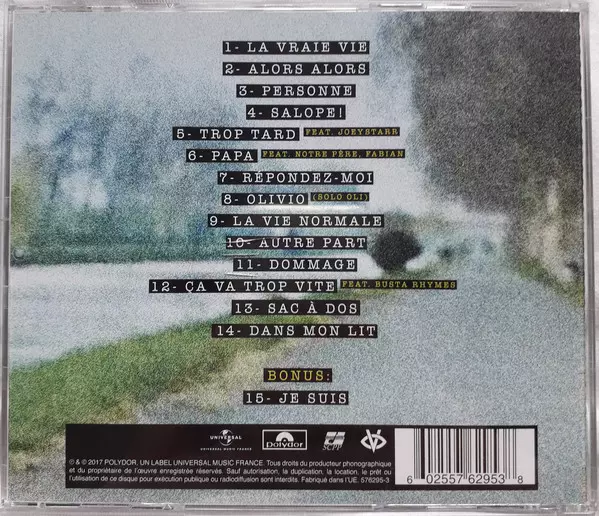 1- LA VRAIE VIE
2- ALORS ALORS
3- PERSONNE
4- SALOPE!
5- TROP TARD FEAT. JOEYSTARR
6- PAPA FEAT. NOTRE PÈRE, FABIAN
7- RÉPONDEZ-MOI
8- OLIVIO (SOLO OLI)
9- LA VIE NORMALE
10- AUTRE PART
11- DOMMAGE
12- ÇA VA TROP VITE FEAT. BUSTA RHYMES
13- SAC À DOS
14- DANS MON LIT
BONUS:
15- JE SUIS
UNIVERSAL
UNIVERSAL MUSIC FRANCE
polydor
SCPP
℗ & © 2017 POLYDOR, UN LABEL UNIVERSAL MUSIC FRANCE. Tous droits du producteur phonographique
et du propriétaire de l'œuvre enregistrée réservés. Sauf autorisation, la duplication, la location, le prêt ou
l'utilisation de ce disque pour exécution publique ou radiodiffusion sont interdits. Fabriqué dans l'UE. 576295-3
6 02557 62953 8